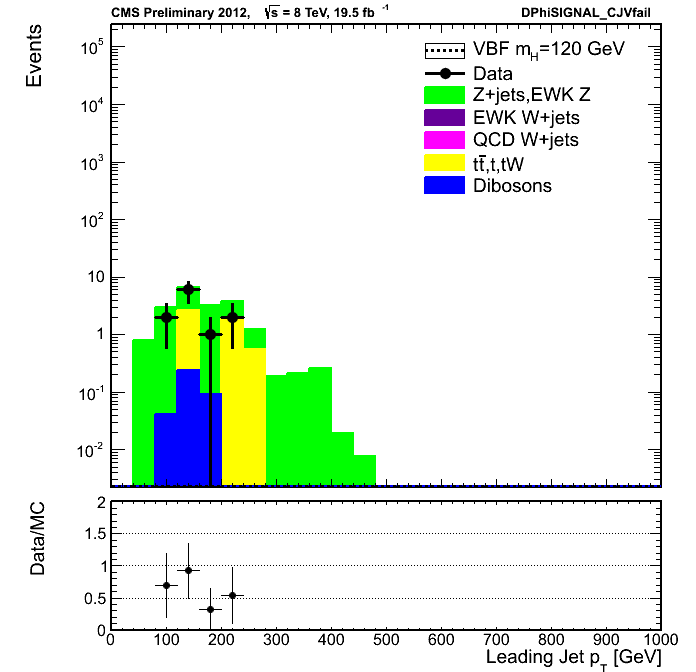 CMS Preliminary 2012, √s = 8 TeV, 19.5 fb⁻¹ DPhiSIGNAL_CJVfail
Events
10⁵
10⁴
10³
10²
10
1
10⁻¹
10⁻²
VBF m_H=120 GeV
Data
Z+jets,EWK Z
EWK W+jets
QCD W+jets
tt̄,t,tW
Dibosons
Data/MC
2
1.5
1
0.5
0
0 100 200 300 400 500 600 700 800 900 1000
Leading Jet p_T [GeV]